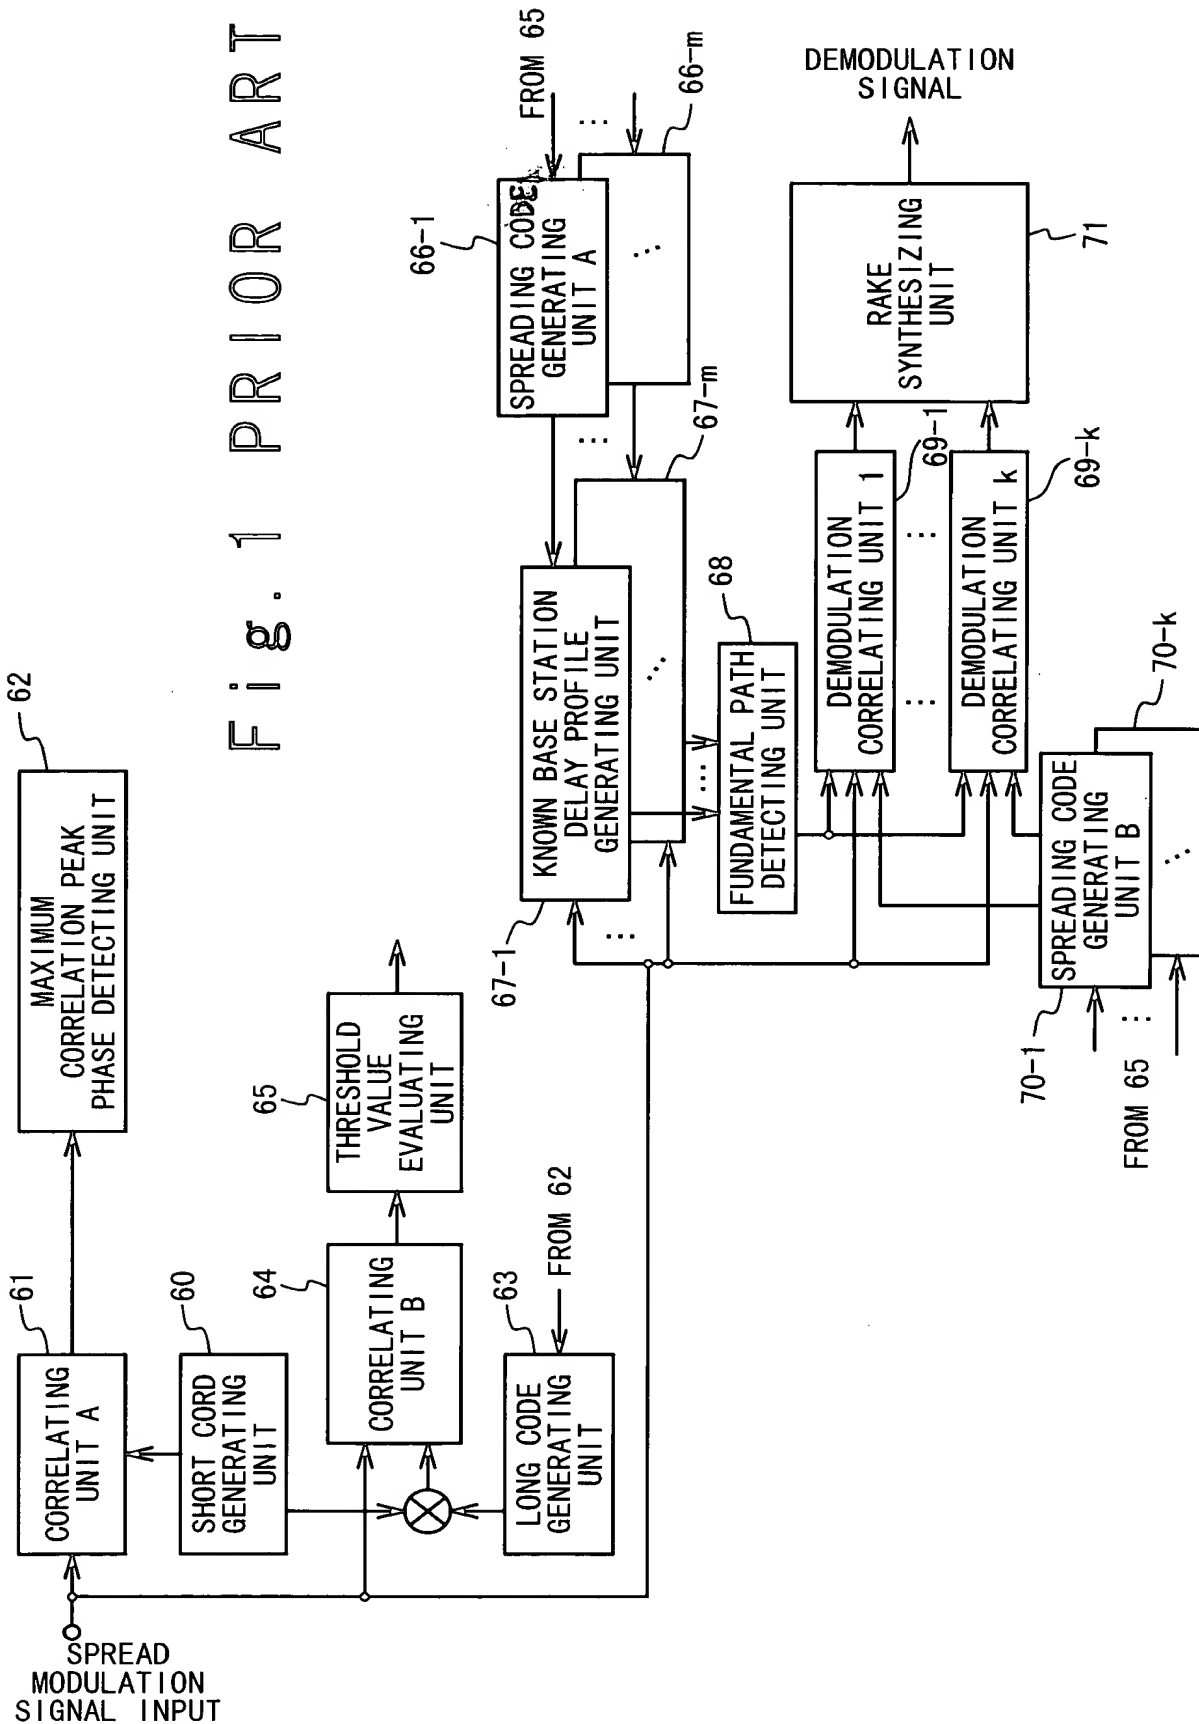 Fig. 1 PRIOR ART
SPREAD
MODULATION
SIGNAL INPUT
61
CORRELATING
UNIT A
62
MAXIMUM
CORRELATION PEAK
PHASE DETECTING UNIT
60
SHORT CORD
GENERATING
UNIT
64
CORRELATING
UNIT B
65
THRESHOLD
VALUE
EVALUATING
UNIT
63
LONG CODE
GENERATING
UNIT
FROM 62
67-1
KNOWN BASE STATION
DELAY PROFILE
GENERATING UNIT
...
...
67-m
66-1
SPREADING CODE
GENERATING
UNIT A
...
66-m
FROM 65
...
...
...
68
FUNDAMENTAL PATH
DETECTING UNIT
DEMODULATION
CORRELATING UNIT 1
69-1
...
...
DEMODULATION
CORRELATING UNIT k
69-k
70-1
SPREADING CODE
GENERATING
UNIT B
...
70-k
FROM 65
...
RAKE
SYNTHESIZING
UNIT
71
DEMODULATION
SIGNAL